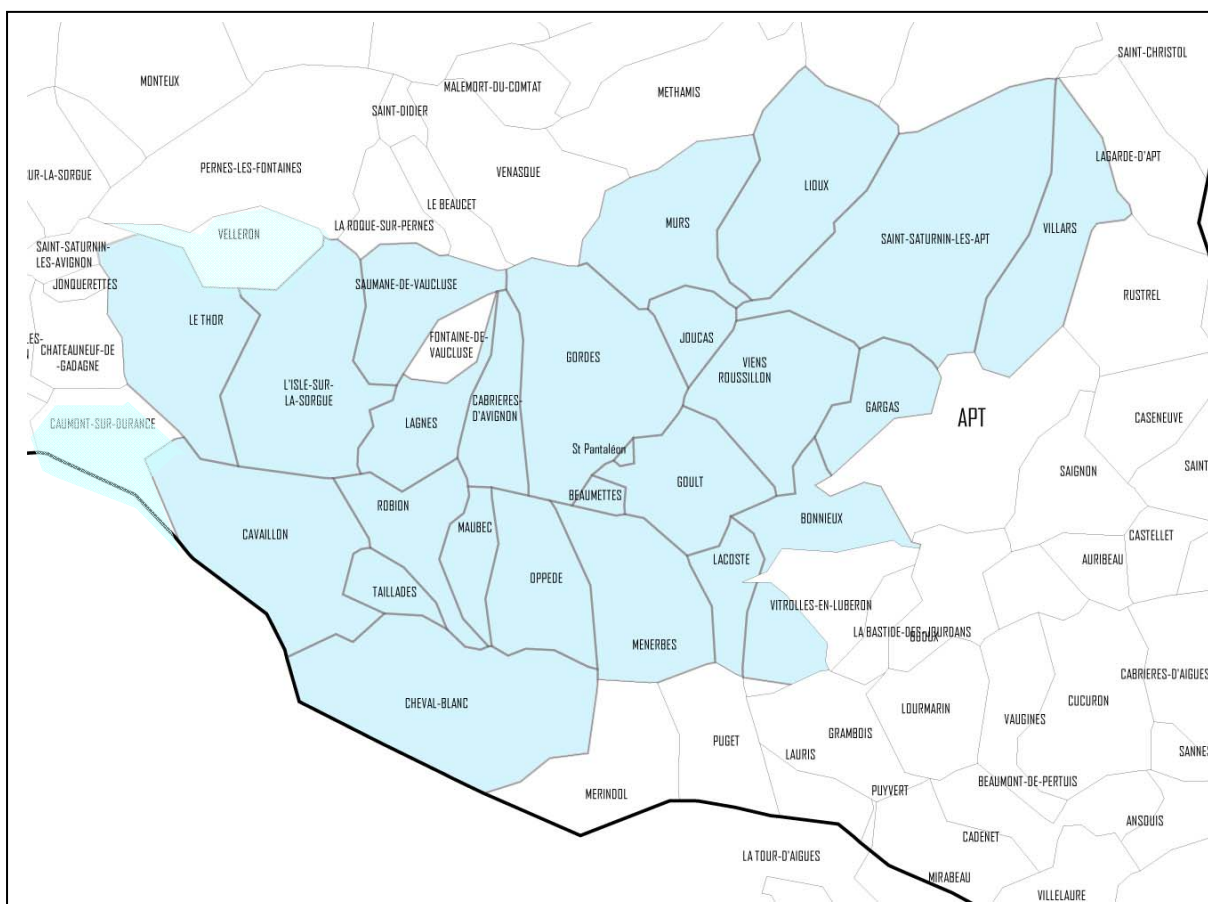 SAINT-CHRISTOL
MONTEUX
MALEMORT-DU-COMTAT
METHAMIS
SAINT-DIDIER
LAGARDE-D'APT
PERNES-LES-FONTAINES
VENASQUE
UR-LA-SORGUE
LIOUX
LE BEAUCET
LA ROQUE-SUR-PERNES
MURS
VILLARS
VELLERON
SAINT-SATURNIN-LES-APT
SAINT-SATURNIN-
LES-AVIGNON
JONQUERETTES
SAUMANE-DE-VAUCLUSE
RUSTREL
LE THOR
FONTAINE-DE-
VAUCLUSE
JOUCAS
LES-
CHATEAUNEUF-DE
-GADAGNE
GORDES
VIENS
ROUSSILLON
L'ISLE-SUR-
LA-SORGUE
CABRIERES-
D'AVIGNON
GARGAS
CAUMONT-SUR-DURANCE
LAGNES
APT
CASENEUVE
St Pantaléon
SAIGNON
SAINT
BEAUMETTES
GOULT
ROBION
BONNIEUX
CAVAILLON
MAUBEC
CASTELLET
LACOSTE
AURIBEAU
OPPEDE
TAILLADES
VITROLLES-EN-LUBERON
LA BASTIDE-DES-JOURDANS
BUOUX
MENERBES
CABRIERES-D'AIGUES
CHEVAL-BLANC
LOURMARIN
CUCURON
VAUGINES
GRAMBOIS
PUGET
LAURIS
SANNES
BEAUMONT-DE-PERTUIS
PUYVERT
MERINDOL
ANSOUIS
CADENET
LA TOUR-D'AIGUES
MIRABEAU
VILLELAURE